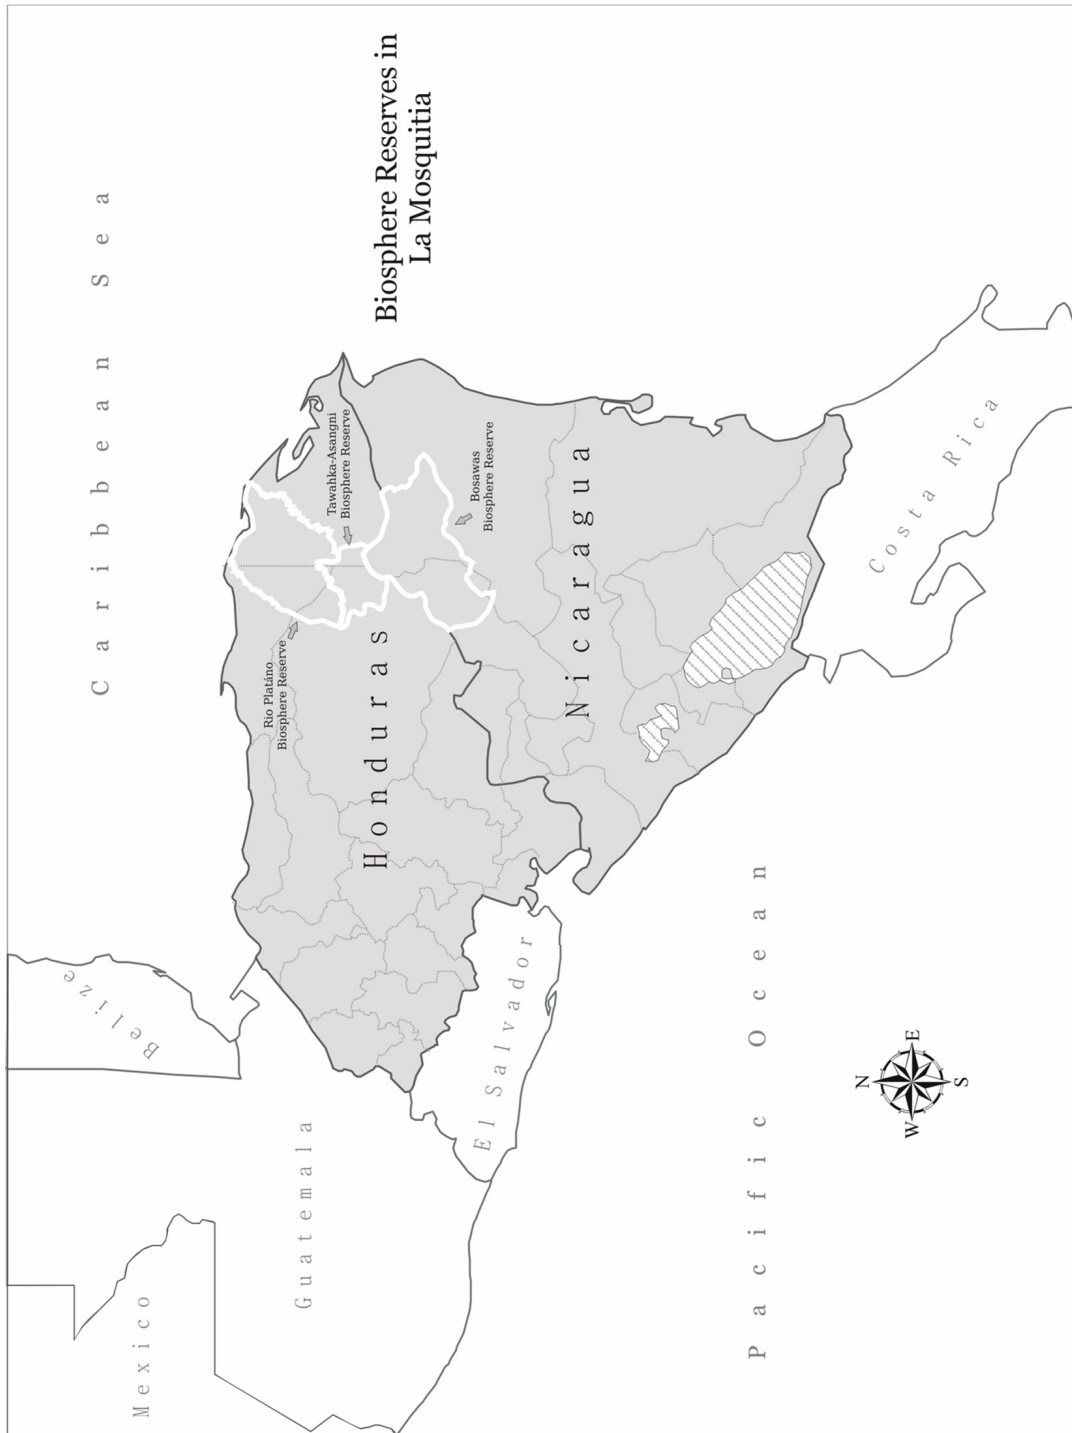 Biosphere Reserves in
La Mosquitia
Caribbean Sea
Belize
Mexico
Guatemala
Rio Platáno
Biosphere Reserve
Tawahka-Asangni
Biosphere Reserve
Honduras
Bosawas
Biosphere Reserve
El Salvador
Nicaragua
Costa Rica
Pacific Ocean
N
W
E
S